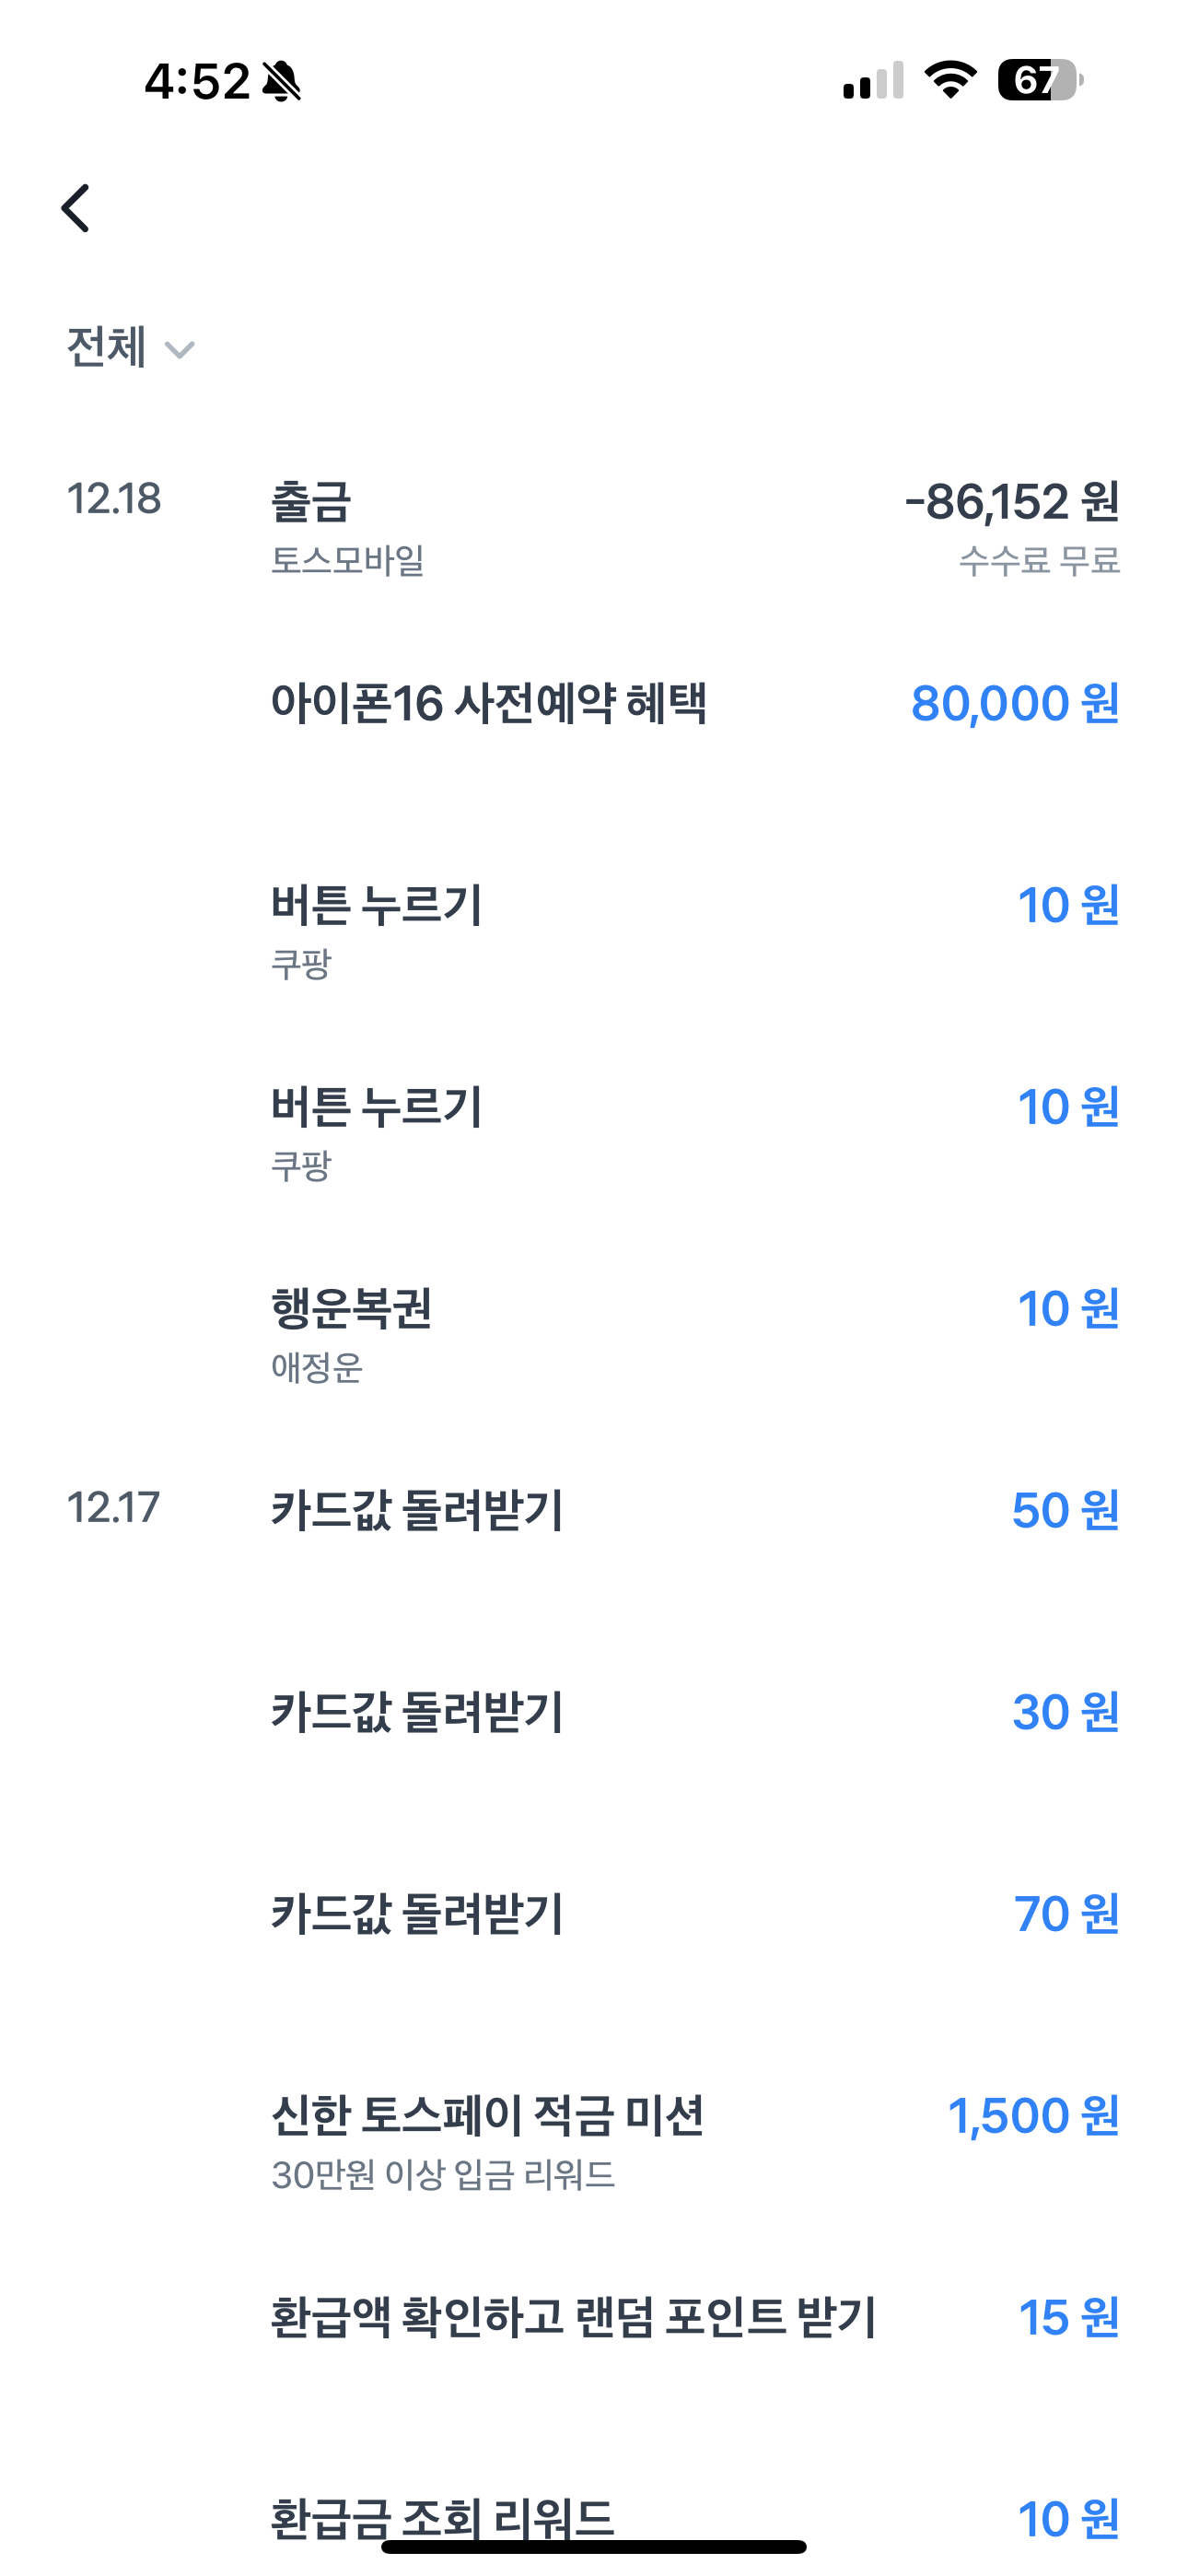 4:52
67
전체
12.18 출금 -86,152 원
토스모바일 수수료 무료
아이폰16 사전예약 혜택 80,000 원
버튼 누르기 10 원
쿠팡
버튼 누르기 10 원
쿠팡
행운복권 10 원
애정운
12.17 카드값 돌려받기 50 원
카드값 돌려받기 30 원
카드값 돌려받기 70 원
신한 토스페이 적금 미션 1,500 원
30만원 이상 입금 리워드
환급액 확인하고 랜덤 포인트 받기 15 원
환급금 조회 리워드 10 원